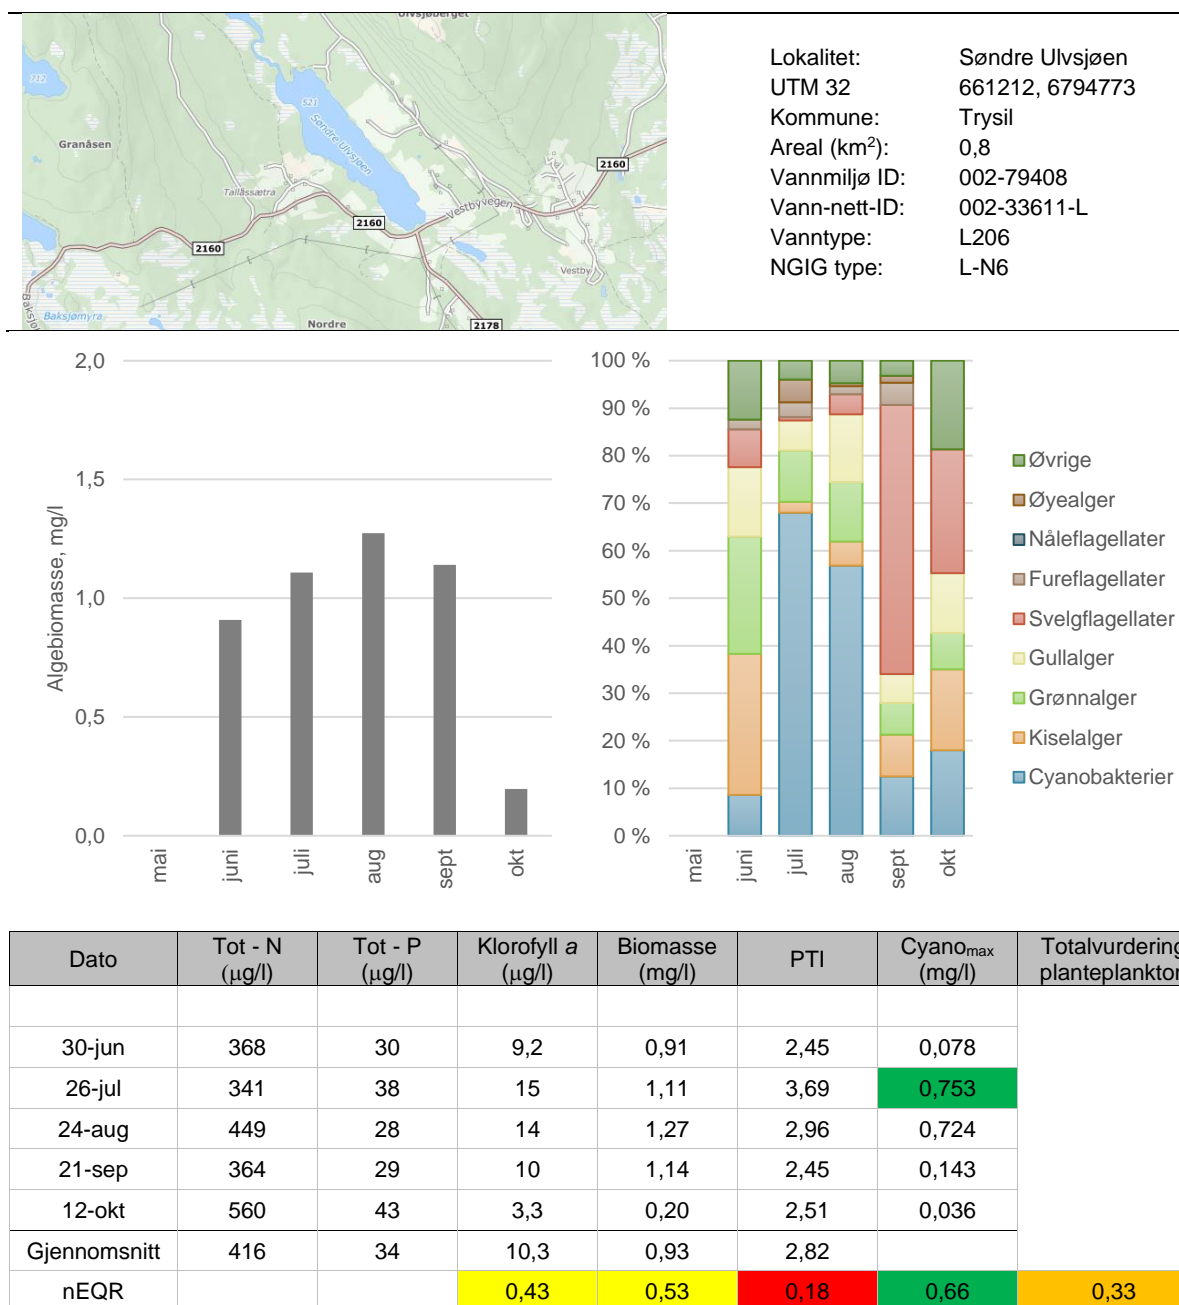 Ulvsjøberget
712
521
Søndre Ulvsjøen
Granåsen
Tallåssætra
2160
2160
2160
Vestbyvegen
Vestby
Baksjømyra
Nordre
2178
Lokalitet: Søndre Ulvsjøen
UTM 32 661212, 6794773
Kommune: Trysil
Areal (km²): 0,8
Vannmiljø ID: 002-79408
Vann-nett-ID: 002-33611-L
Vanntype: L206
NGIG type: L-N6
Algebiomasse, mg/l
2,0
1,5
1,0
0,5
0,0
mai juni juli aug sept okt
100 %
90 %
80 %
70 %
60 %
50 %
40 %
30 %
20 %
10 %
0 %
mai juni juli aug sept okt
Øvrige
Øyealger
Nåleflagellater
Fureflagellater
Svelgflagellater
Gullalger
Grønnalger
Kiselalger
Cyanobakterier
Dato Tot - N (µg/l) Tot - P (µg/l) Klorofyll a (µg/l) Biomasse (mg/l) PTI Cyanomax (mg/l) Totalvurdering planteplankton
30-jun 368 30 9,2 0,91 2,45 0,078
26-jul 341 38 15 1,11 3,69 0,753
24-aug 449 28 14 1,27 2,96 0,724
21-sep 364 29 10 1,14 2,45 0,143
12-okt 560 43 3,3 0,20 2,51 0,036
Gjennomsnitt 416 34 10,3 0,93 2,82
nEQR 0,43 0,53 0,18 0,66 0,33